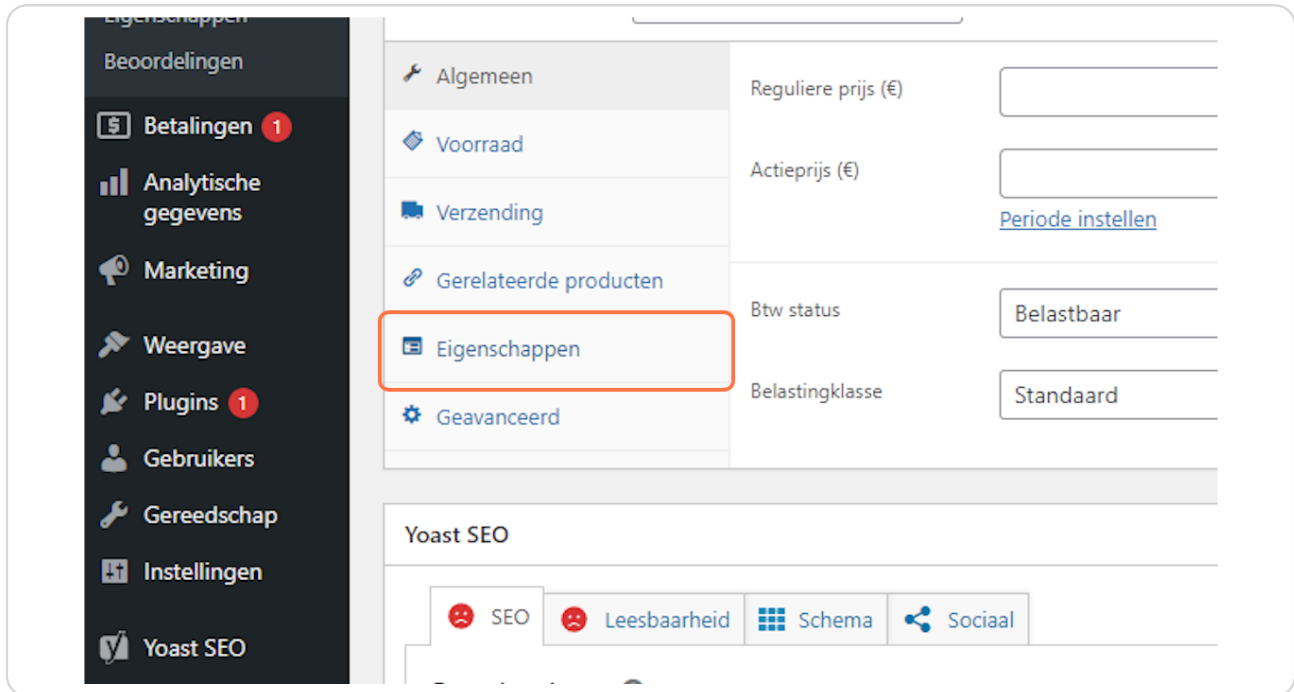 Eigenschappen
Beoordelingen
Betalingen 1
Analytische
gegevens
Marketing
Weergave
Plugins 1
Gebruikers
Gereedschap
Instellingen
Yoast SEO
Algemeen
Voorraad
Verzending
Gerelateerde producten
Eigenschappen
Geavanceerd
Reguliere prijs (€)
Actieprijs (€)
Periode instellen
Btw status
Belastbaar
Belastingklasse
Standaard
Yoast SEO
SEO
Leesbaarheid
Schema
Sociaal